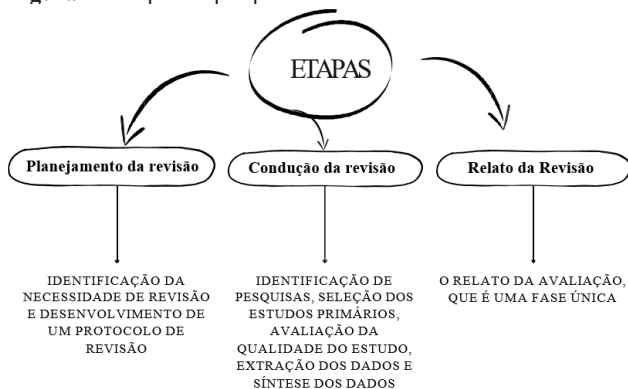 ETAPAS
Planejamento da revisão
Condução da revisão
Relato da Revisão
IDENTIFICAÇÃO DA
NECESSIDADE DE REVISÃO
E DESENVOLVIMENTO DE
UM PROTOCOLO DE
REVISÃO
IDENTIFICAÇÃO DE
PESQUISAS, SELEÇÃO DOS
ESTUDOS PRIMÁRIOS,
AVALIAÇÃO DA
QUALIDADE DO ESTUDO,
EXTRAÇÃO DOS DADOS E
SÍNTESE DOS DADOS
O RELATO DA AVALIAÇÃO,
QUE É UMA FASE ÚNICA